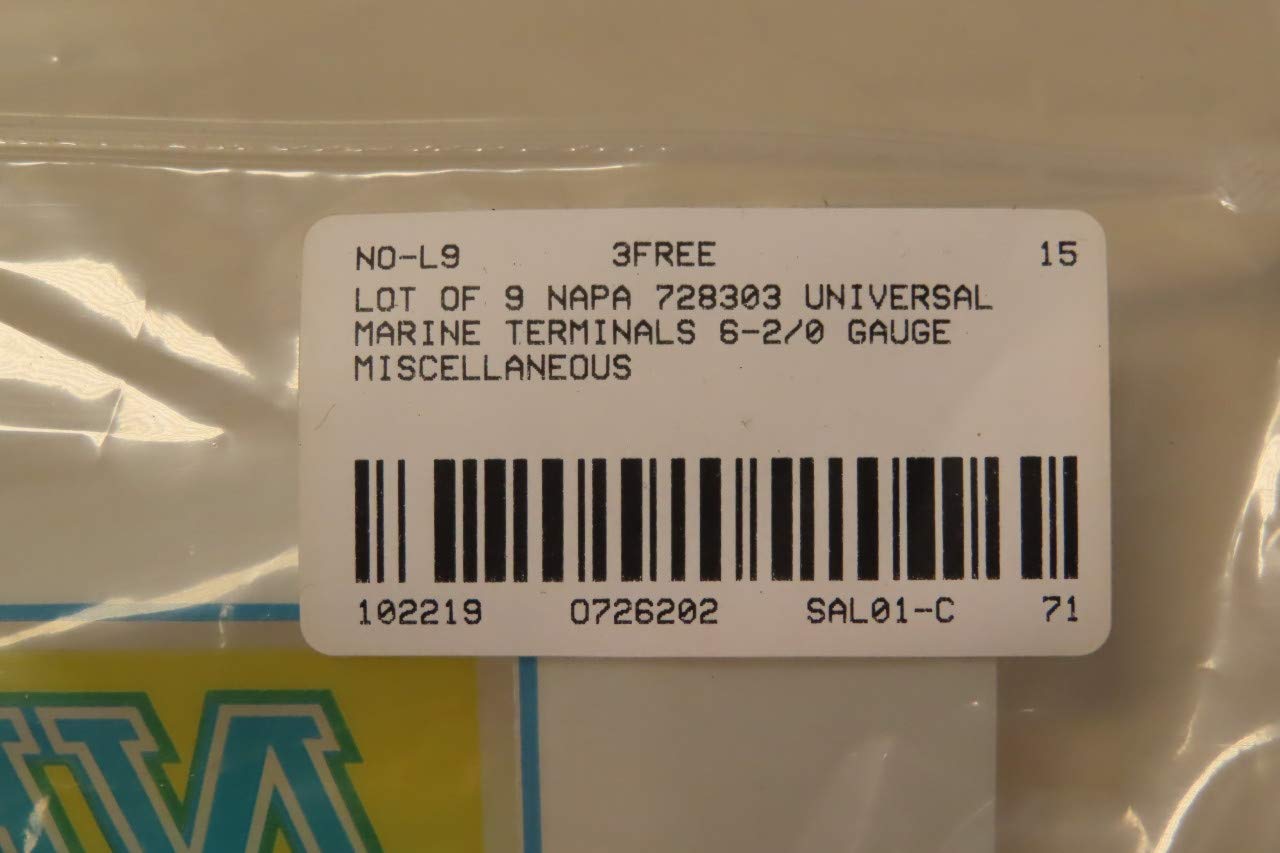 NO-L9 3FREE 15
LOT OF 9 NAPA 728303 UNIVERSAL
MARINE TERMINALS 6-2/0 GAUGE
MISCELLANEOUS
102219 O726202 SAL01-C 71